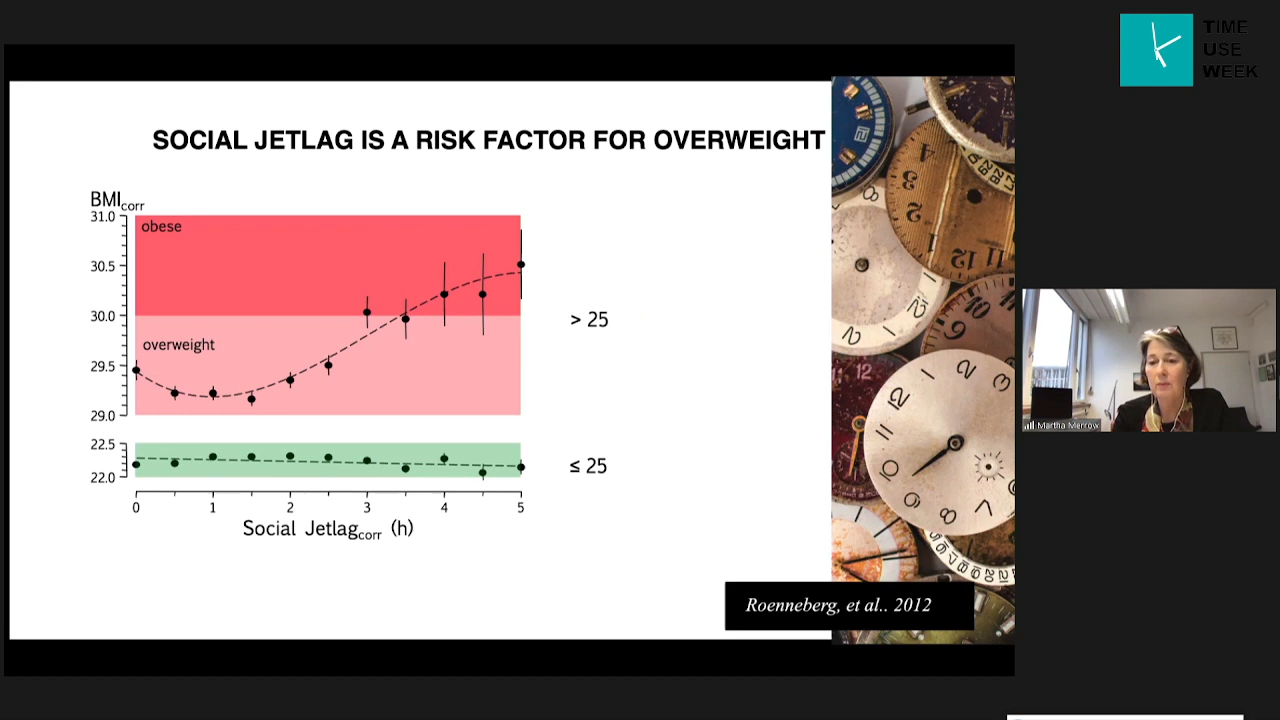 TIME
USE
WEEK
SOCIAL JETLAG IS A RISK FACTOR FOR OVERWEIGHT
BMIcorr
31.0
obese
30.5
30.0
overweight
29.5
29.0
22.5
22.0
0 1 2 3 4 5
Social Jetlagcorr (h)
> 25
≤ 25
Roenneberg, et al.. 2012
Martha Merrow